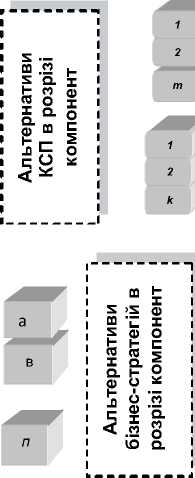 Альтернативи
КСП в розрізі
компонент
1
2
m
1
2
k
а
в
п
Альтернативи
бізнес-стратегій в
розрізі компонент